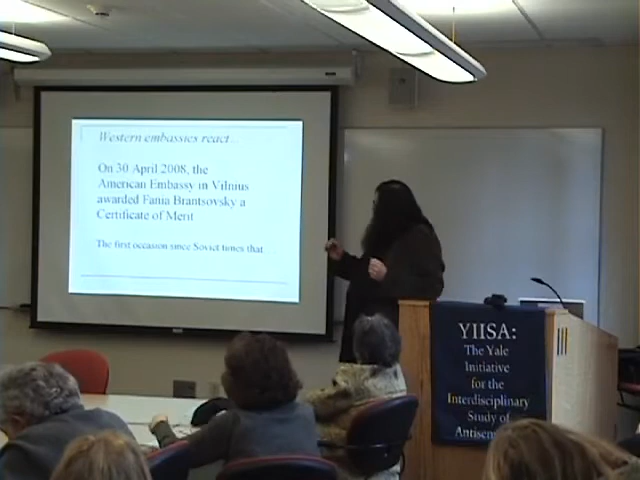 Western embassies react...
On 30 April 2008, the
American Embassy in Vilnius
awarded Fania Brantsovsky a
Certificate of Merit
The first occasion since Soviet times that
YIISA:
The Yale
Initiative
for the
Interdisciplinary
Study of
Antisem